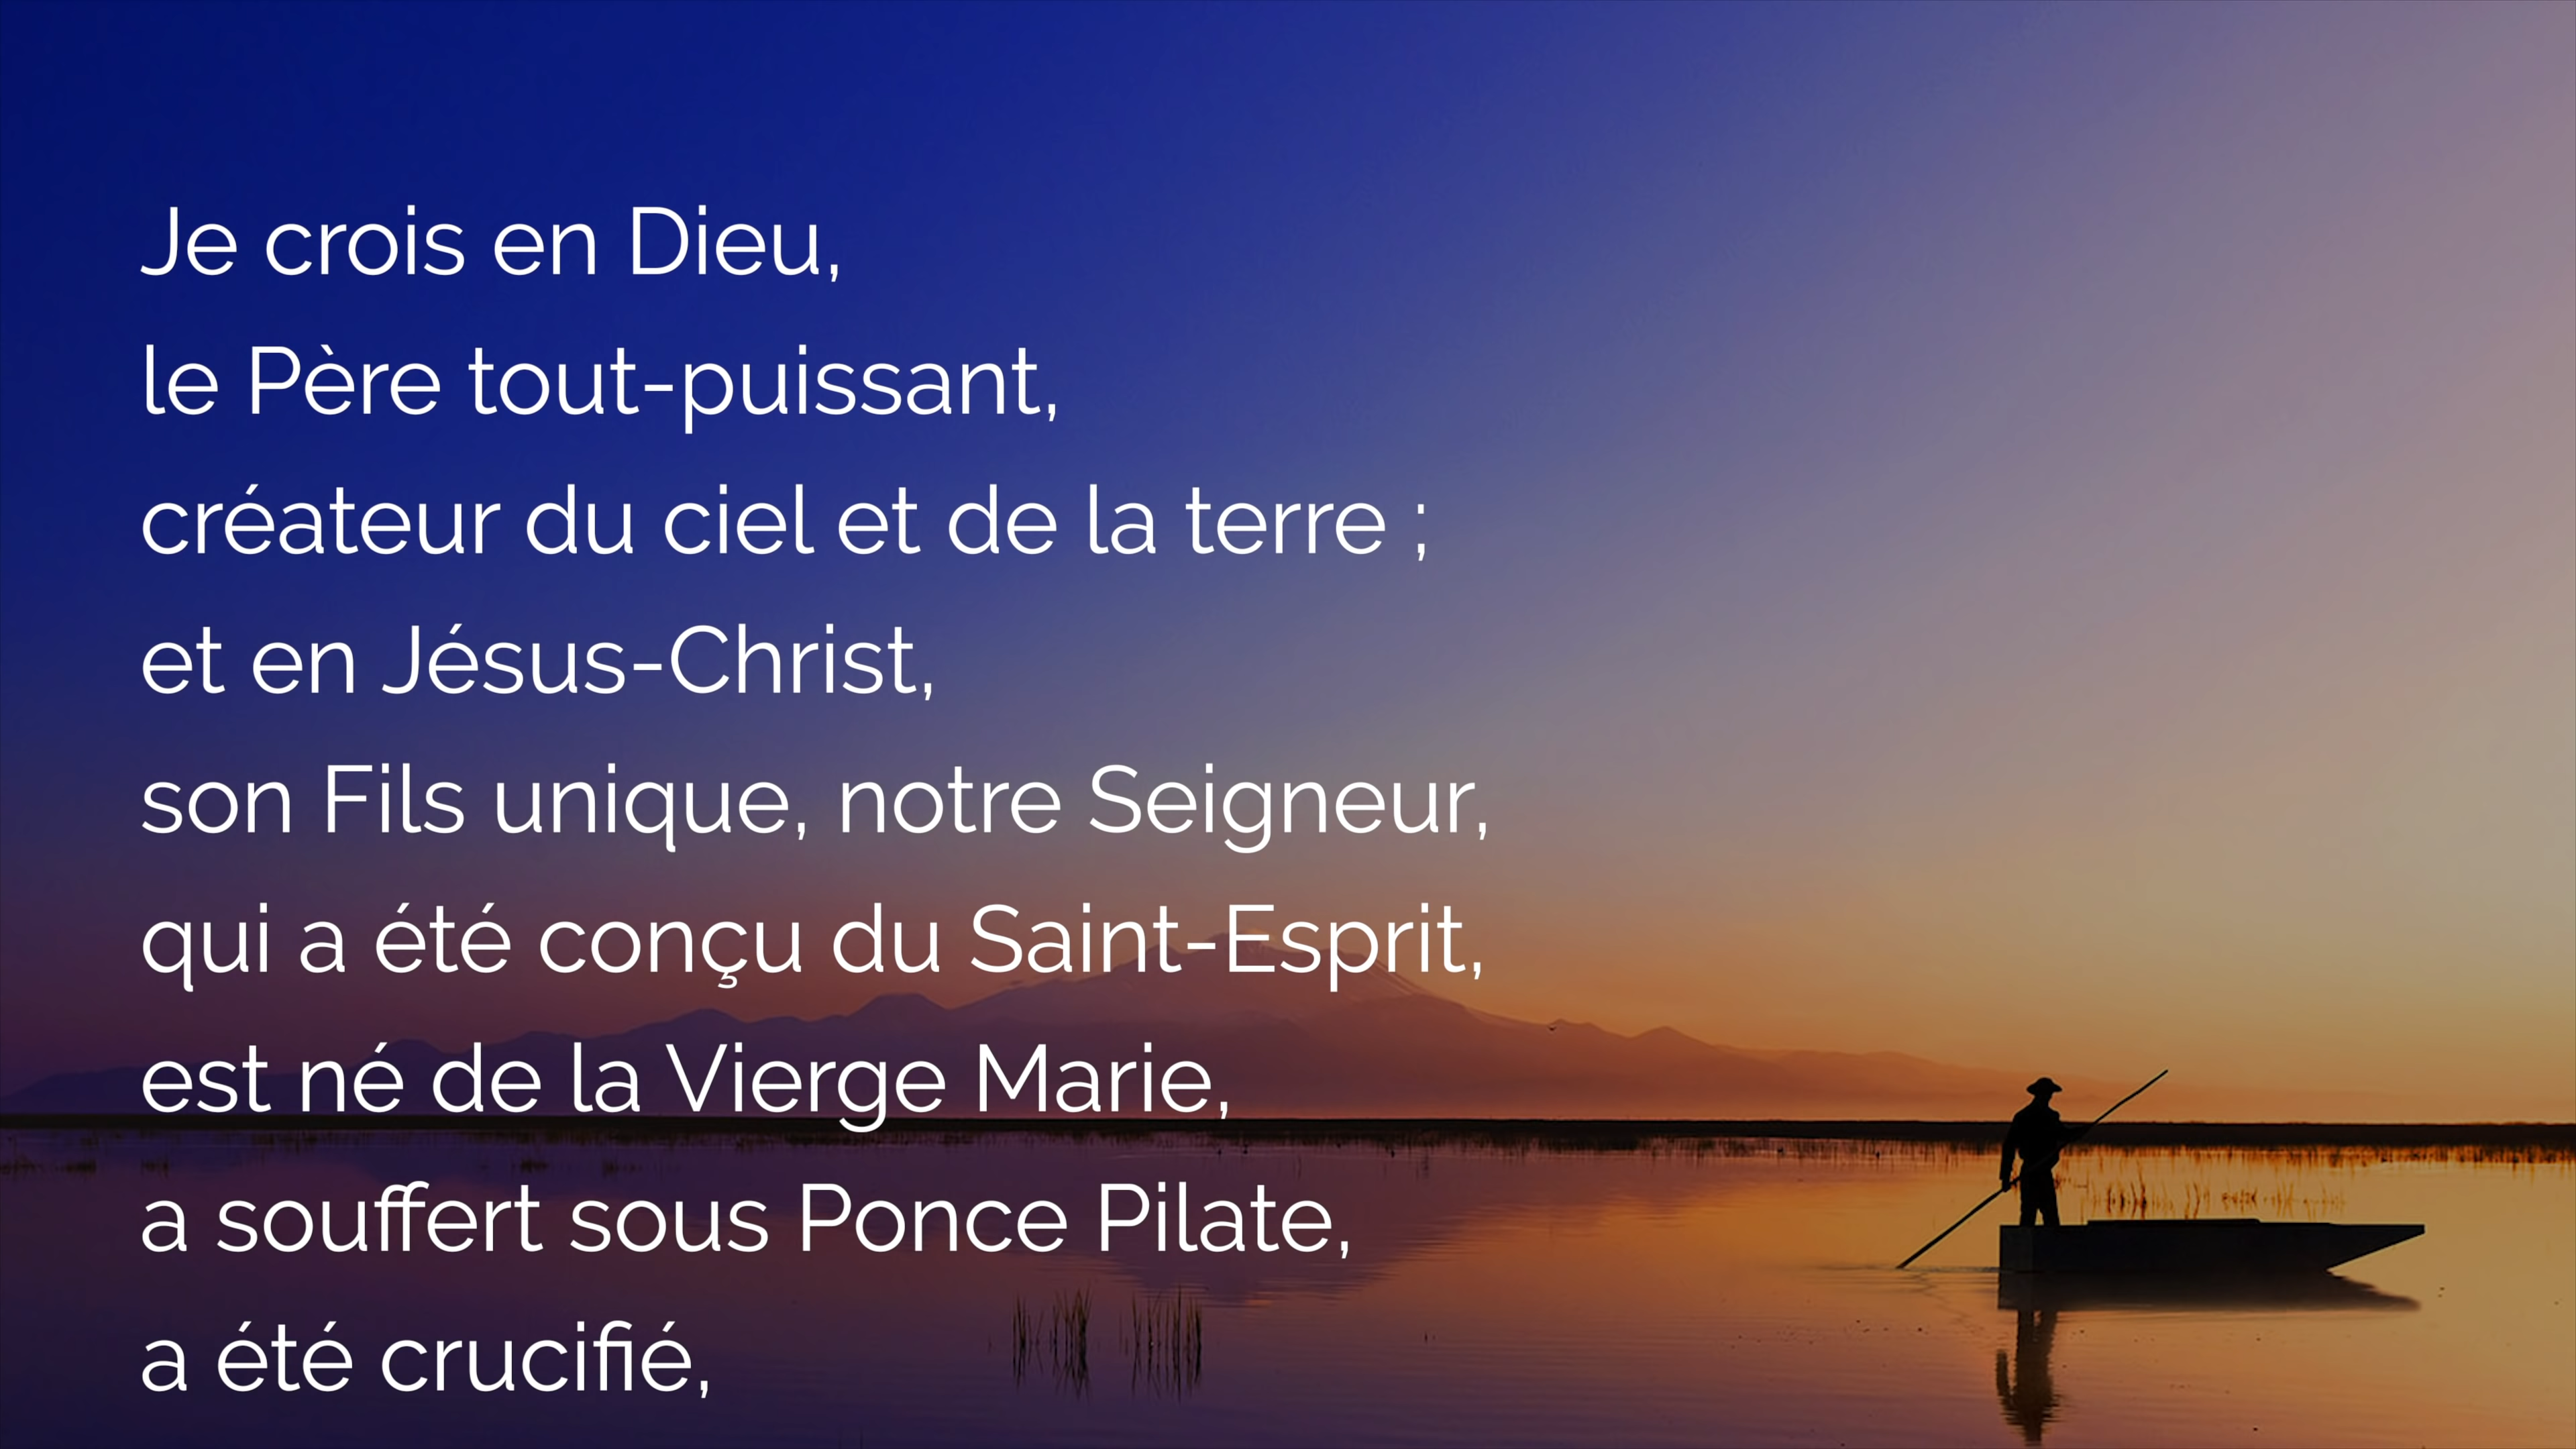 Je crois en Dieu,
le Père tout-puissant,
créateur du ciel et de la terre ;
et en Jésus-Christ,
son Fils unique, notre Seigneur,
qui a été conçu du Saint-Esprit,
est né de la Vierge Marie,
a souffert sous Ponce Pilate,
a été crucifié,